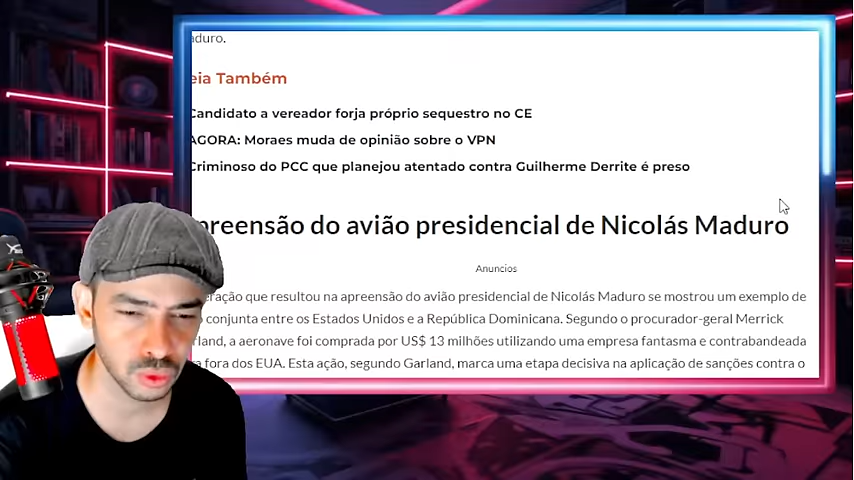 aduro.
eia Também
Candidato a vereador forja próprio sequestro no CE
AGORA: Moraes muda de opinião sobre o VPN
Criminoso do PCC que planejou atentado contra Guilherme Derrite é preso
preensão do avião presidencial de Nicolás Maduro
Anuncios
eração que resultou na apreensão do avião presidencial de Nicolás Maduro se mostrou um exemplo de
conjunta entre os Estados Unidos e a República Dominicana. Segundo o procurador-geral Merrick
rland, a aeronave foi comprada por US$ 13 milhões utilizando uma empresa fantasma e contrabandeada
a fora dos EUA. Esta ação, segundo Garland, marca uma etapa decisiva na aplicação de sanções contra o